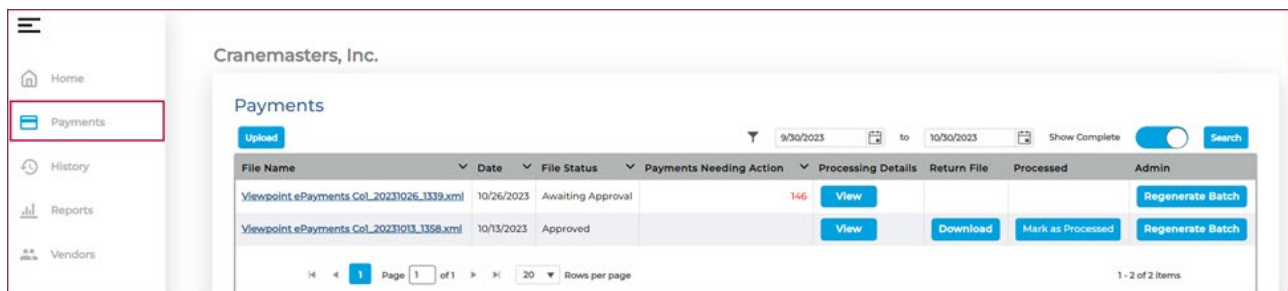 Cranemasters, Inc.
Home
Payments
History
Reports
Vendors
Payments
Upload 9/30/2023 to 10/30/2023 Show Complete Search
File Name Date File Status Payments Needing Action Processing Details Return File Processed Admin
Viewpoint ePayments Co1_20231026_1339.xml 10/26/2023 Awaiting Approval 146 View Regenerate Batch
Viewpoint ePayments Co1_20231013_1358.xml 10/13/2023 Approved View Download Mark as Processed Regenerate Batch
1 Page 1 of 1 20 Rows per page 1 - 2 of 2 items